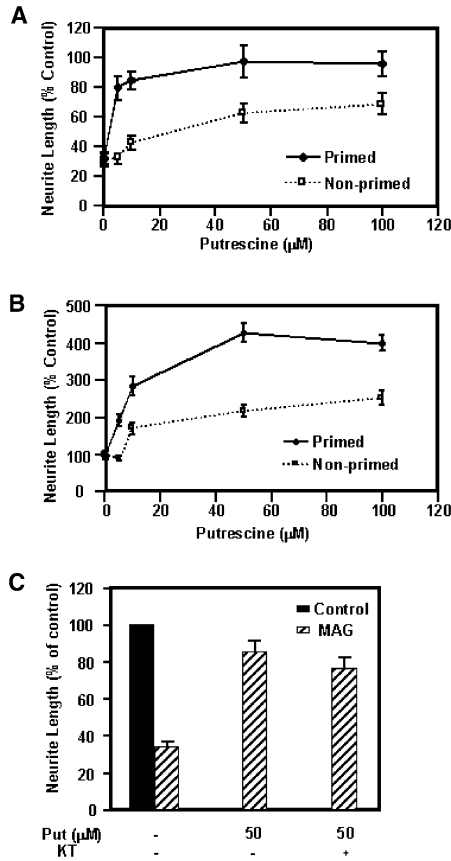 A
Neurite Length (% Control)
120
100
80
60
40
20
0
Primed
Non-primed
0 20 40 60 80 100 120
Putrescine (µM)
B
Neurite Length (% Control)
500
400
300
200
100
0
Primed
Non-primed
0 20 40 60 80 100 120
Putrescine (µM)
C
Neurite Length (% of control)
120
100
80
60
40
20
0
Control
MAG
Put (µM) - 50 50
KT - - +